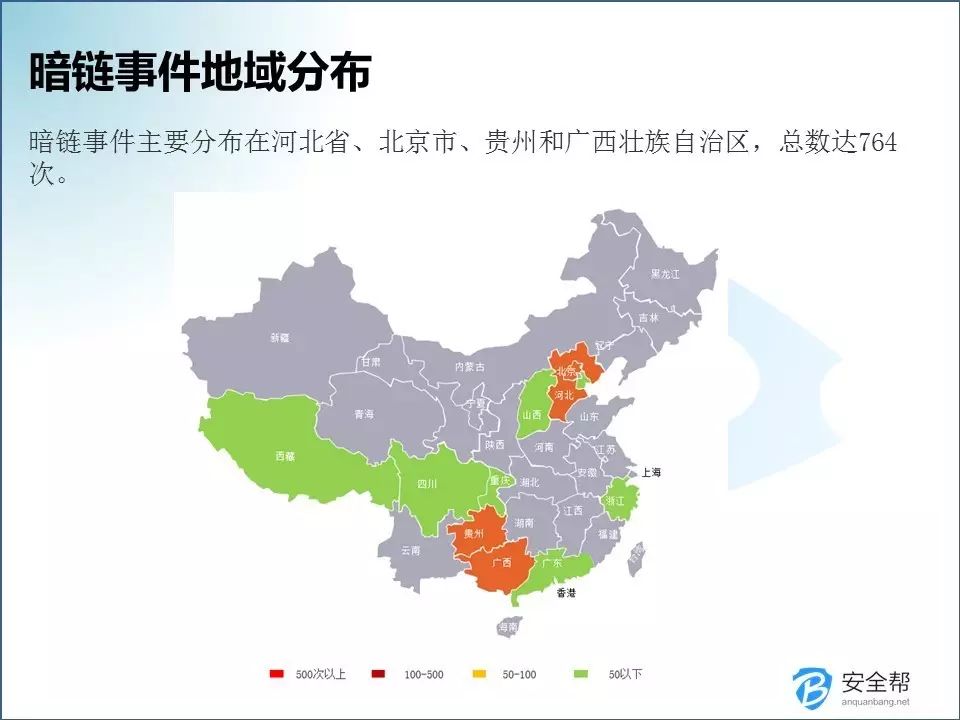 暗链事件地域分布
暗链事件主要分布在河北省、北京市、贵州和广西壮族自治区，总数达764
次。
黑龙江
吉林
辽宁
新疆
甘肃
内蒙古
北京
河北
宁夏
青海
山西
山东
陕西
河南
江苏
西藏
安徽
上海
四川
重庆
湖北
浙江
江西
湖南
贵州
福建
云南
广西
广东
台湾
香港
海南
500次以上
100-500
50-100
50以下
安全帮
anquanbang.net